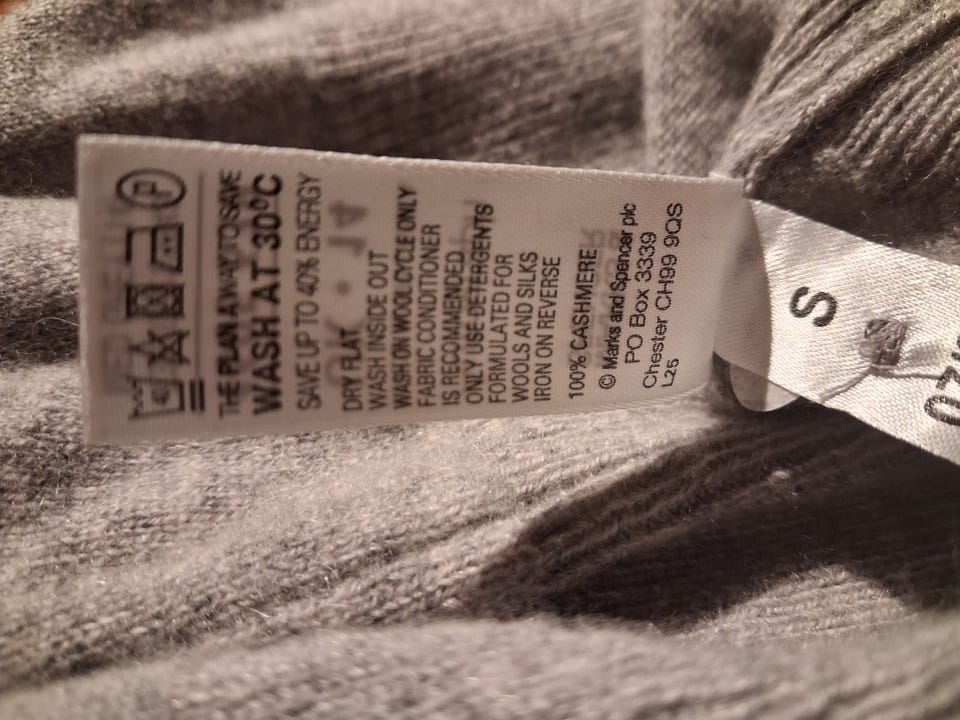 THE PLAN A WAY TO SAVE
WASH AT 30°C
SAVE UP TO 40% ENERGY
DRY FLAT
WASH INSIDE OUT
WASH ON WOOL CYCLE ONLY
FABRIC CONDITIONER
IS RECOMMENDED
ONLY USE DETERGENTS
FORMULATED FOR
WOOLS AND SILKS
IRON ON REVERSE
100% CASHMERE
© Marks and Spencer plc
PO Box 3339
Chester CH99 9QS
L25
S